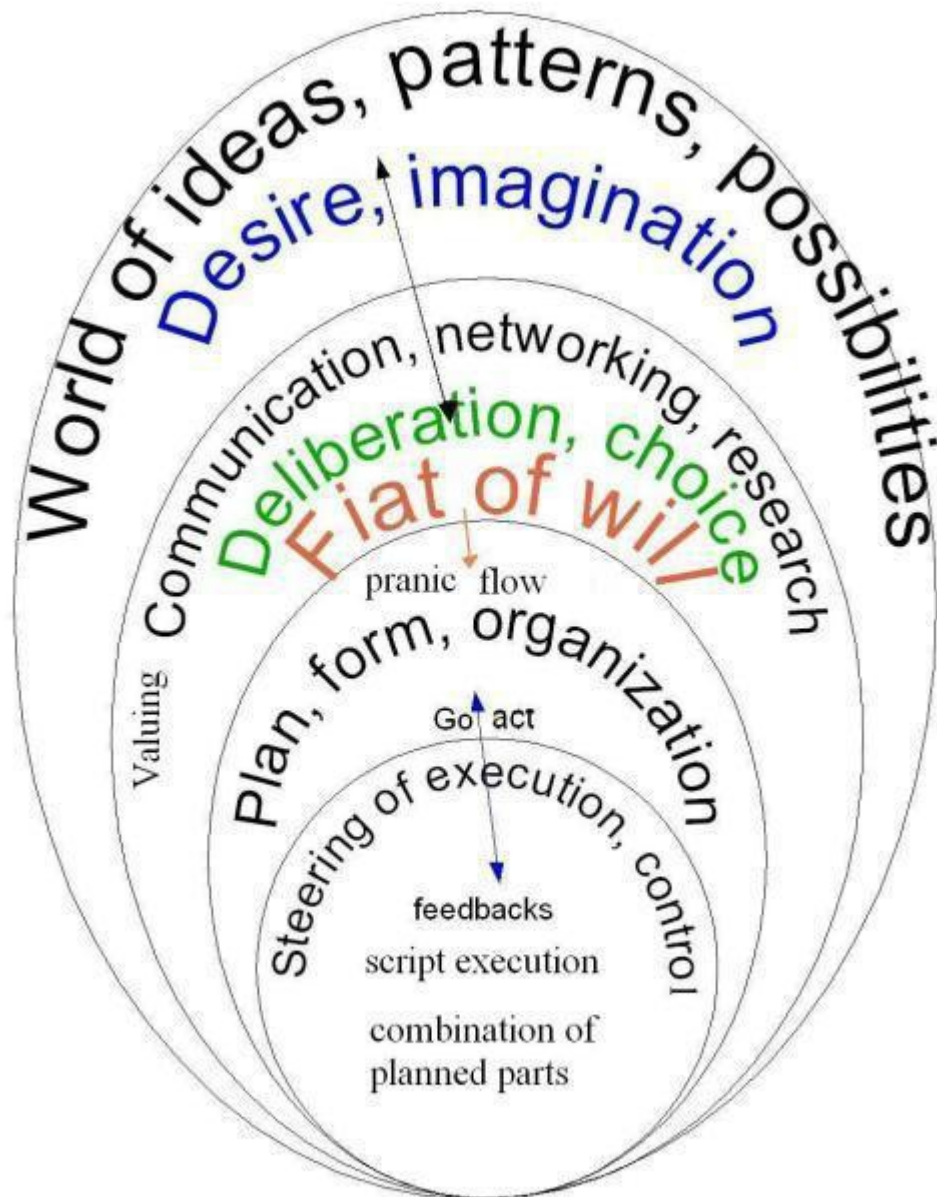 World of ideas, patterns, possibilities
Desire, imagination
Communication, networking, research
Deliberation, choice
Fiat of will
pranic flow
Plan, form, organization
Valuing
Go act
Steering of execution, control
feedbacks
script execution
combination of
planned parts